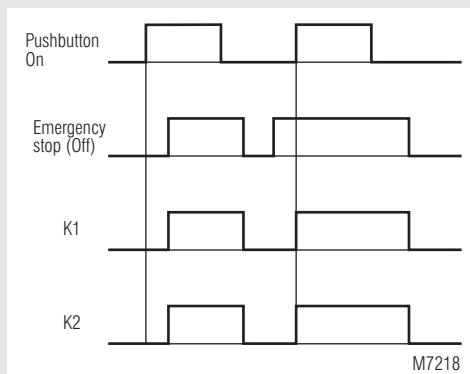 Pushbutton
On
Emergency
stop (Off)
K1
K2
M7218